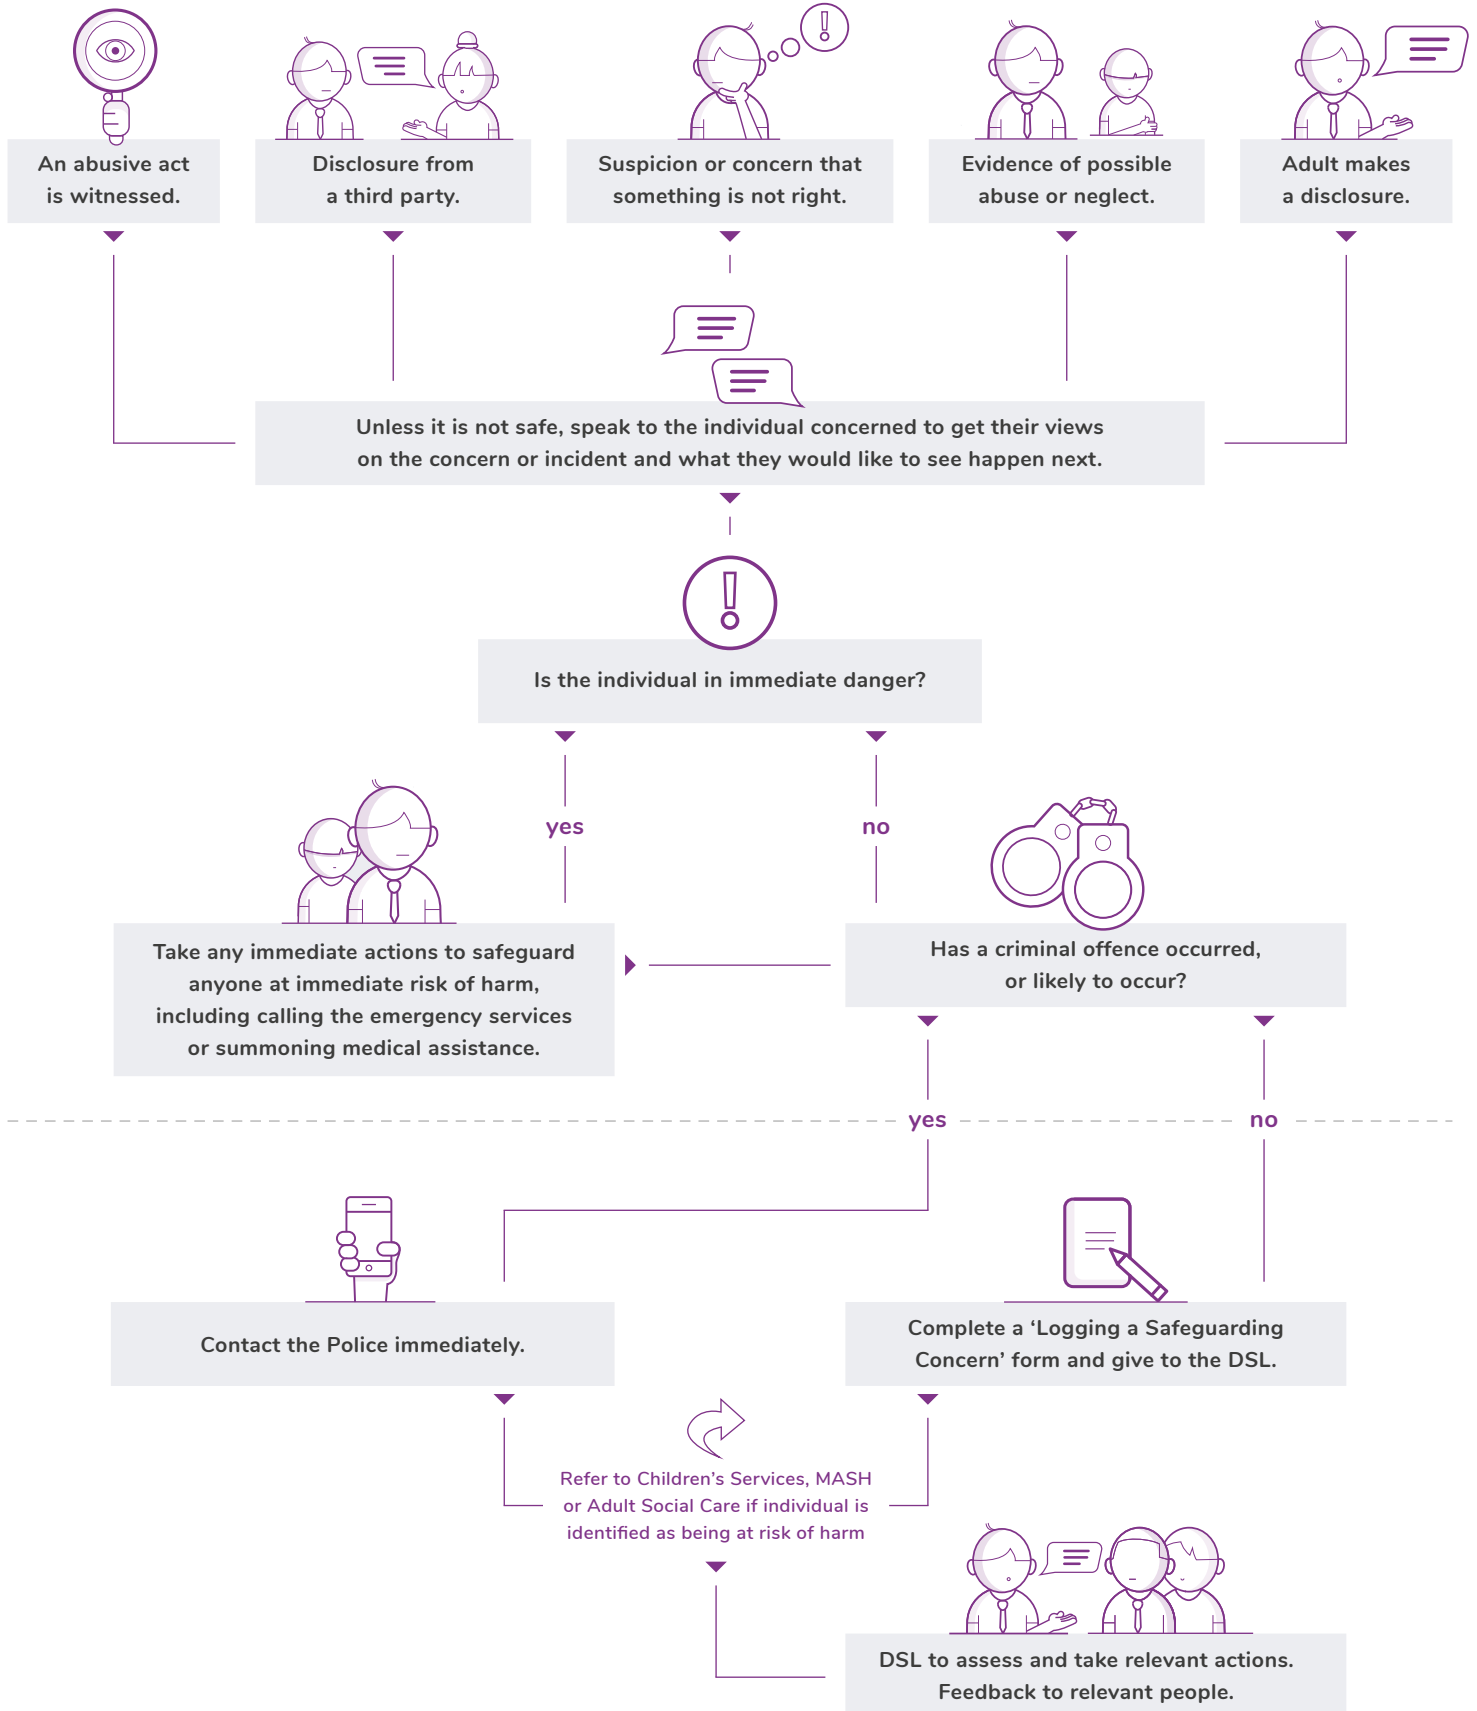 An abusive act
is witnessed.
Disclosure from
a third party.
Suspicion or concern that
something is not right.
Evidence of possible
abuse or neglect.
Adult makes
a disclosure.
Unless it is not safe, speak to the individual concerned to get their views
on the concern or incident and what they would like to see happen next.
Is the individual in immediate danger?
yes
no
Take any immediate actions to safeguard
anyone at immediate risk of harm,
including calling the emergency services
or summoning medical assistance.
Has a criminal offence occurred,
or likely to occur?
yes
no
Contact the Police immediately.
Complete a ‘Logging a Safeguarding
Concern’ form and give to the DSL.
Refer to Children’s Services, MASH
or Adult Social Care if individual is
identified as being at risk of harm
DSL to assess and take relevant actions.
Feedback to relevant people.